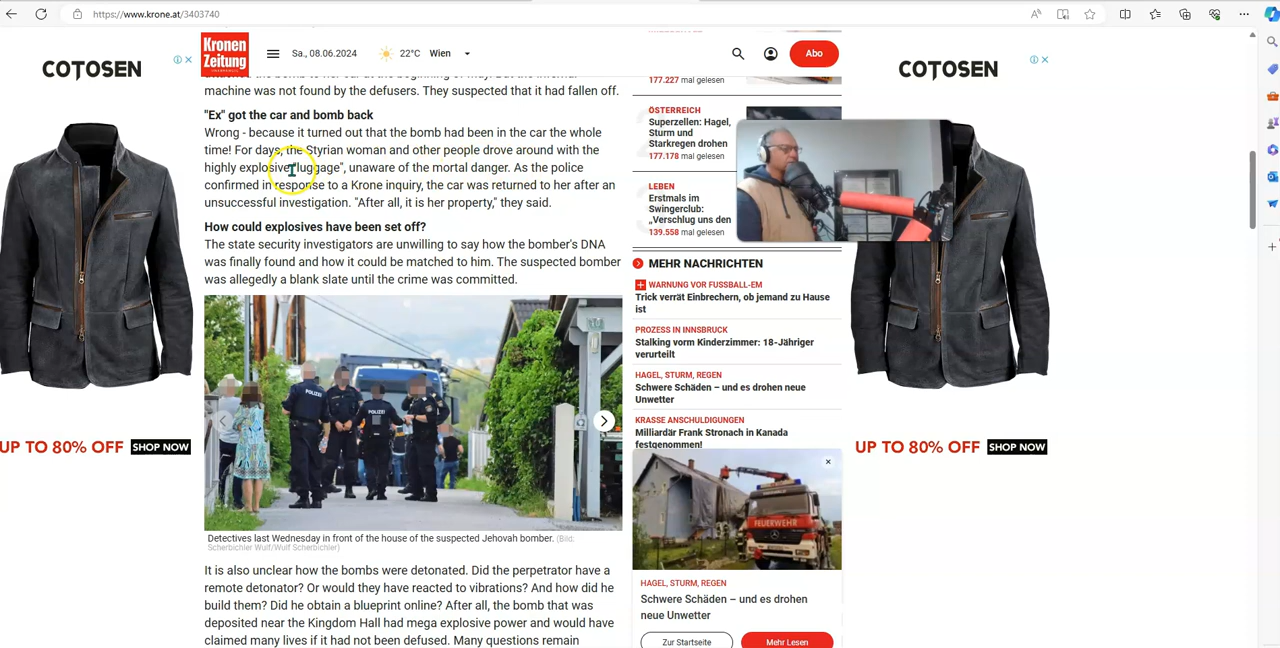 https://www.krone.at/3403740
Kronen
Zeitung
Sa., 08.06.2024
22°C
Wien
Abo
COTOSEN
COTOSEN
machine was not found by the defusers. They suspected that it had fallen off.
"Ex" got the car and bomb back
Wrong - because it turned out that the bomb had been in the car the whole
time! For days, the Styrian woman and other people drove around with the
highly explosive "luggage", unaware of the mortal danger. As the police
confirmed in response to a Krone inquiry, the car was returned to her after an
unsuccessful investigation. "After all, it is her property," they said.
How could explosives have been set off?
The state security investigators are unwilling to say how the bomber's DNA
was finally found and how it could be matched to him. The suspected bomber
was allegedly a blank slate until the crime was committed.
POLIZEI
POLIZEI
Detectives last Wednesday in front of the house of the suspected Jehovah bomber. (Bild:
Scherbichler Wulf/Wulf Scherbichler)
It is also unclear how the bombs were detonated. Did the perpetrator have a
remote detonator? Or would they have reacted to vibrations? And how did he
build them? Did he obtain a blueprint online? After all, the bomb that was
deposited near the Kingdom Hall had mega explosive power and would have
claimed many lives if it had not been defused. Many questions remain
177.227 mal gelesen
ÖSTERREICH
Superzellen: Hagel,
Sturm und
Starkregen drohen
177.178 mal gelesen
LEBEN
Erstmals im
Swingerclub:
„Verschlug uns den
139.558 mal gelesen
MEHR NACHRICHTEN
WARNUNG VOR FUSSBALL-EM
Trick verrät Einbrechern, ob jemand zu Hause
ist
PROZESS IN INNSBRUCK
Stalking vorm Kinderzimmer: 18-Jähriger
verurteilt
HAGEL, STURM, REGEN
Schwere Schäden – und es drohen neue
Unwetter
KRASSE ANSCHULDIGUNGEN
Milliardär Frank Stronach in Kanada
festgenommen!
FEUERWEHR
HAGEL, STURM, REGEN
Schwere Schäden – und es drohen
neue Unwetter
Zur Startseite
Mehr Lesen
UP TO 80% OFF SHOP NOW
UP TO 80% OFF SHOP NOW